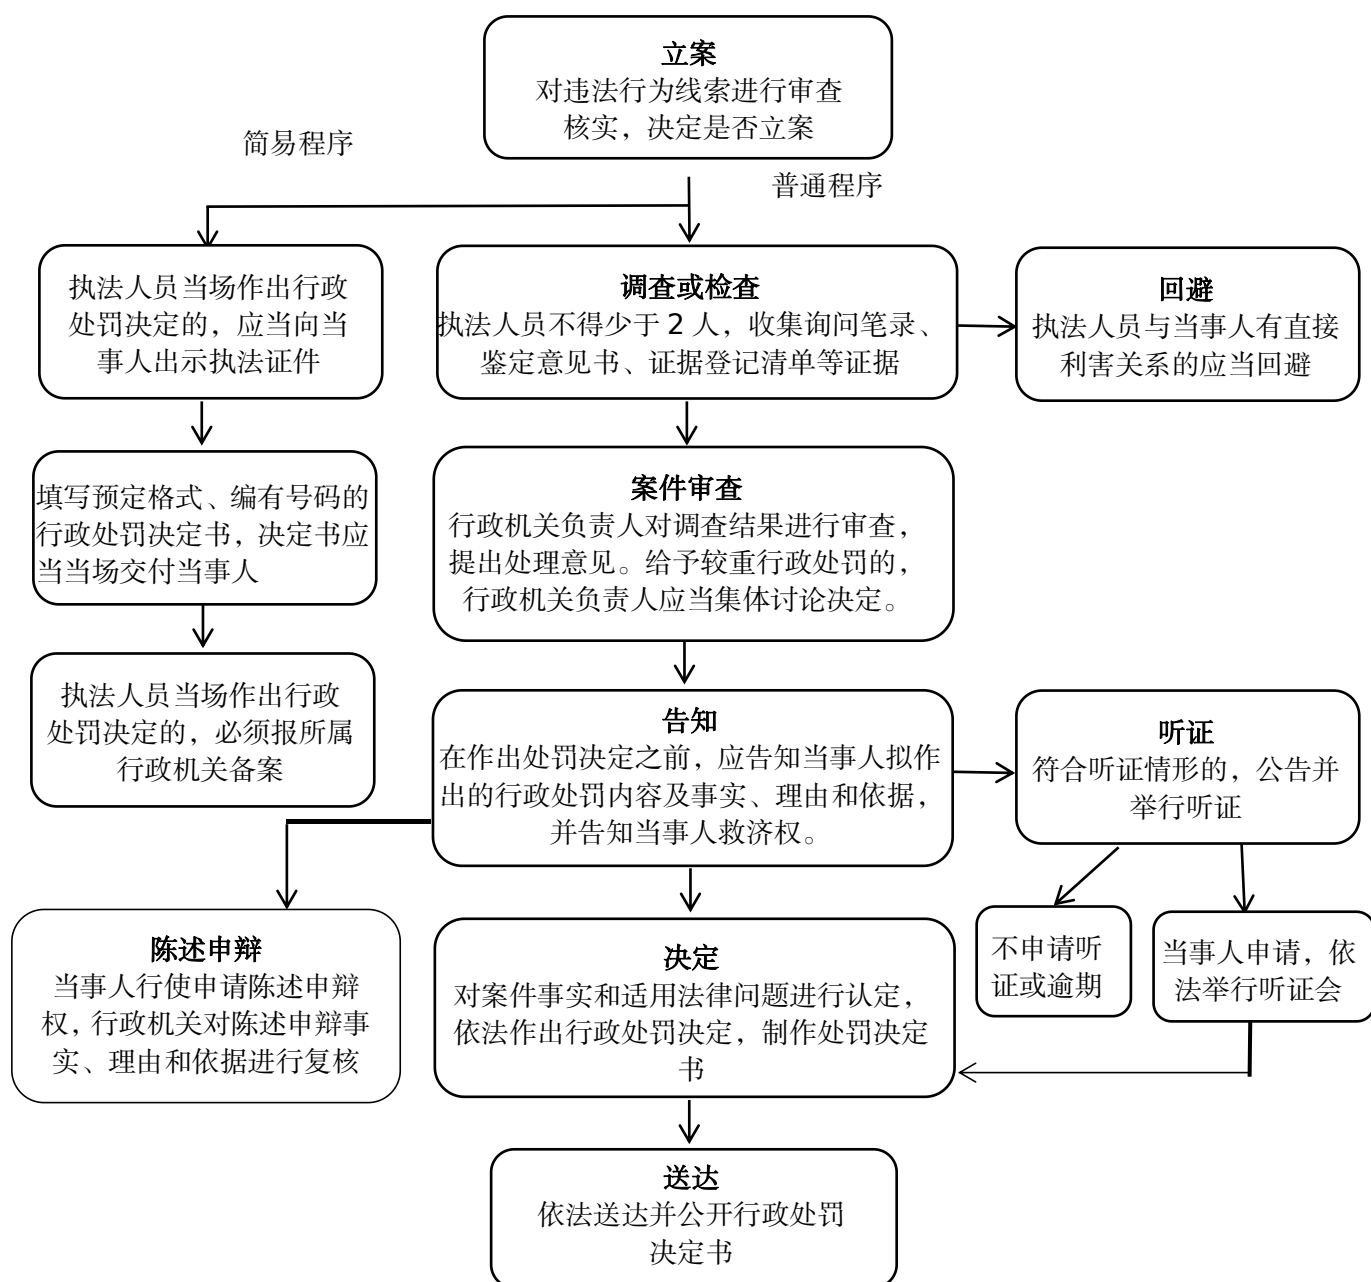 立案
对违法行为线索进行审查
核实，决定是否立案
简易程序
普通程序
执法人员当场作出行政
处罚决定的，应当向当
事人出示执法证件
调查或检查
执法人员不得少于 2 人，收集询问笔录、
鉴定意见书、证据登记清单等证据
回避
执法人员与当事人有直接
利害关系的应当回避
填写预定格式、编有号码的
行政处罚决定书，决定书应
当当场交付当事人
案件审查
行政机关负责人对调查结果进行审查，
提出处理意见。给予较重行政处罚的，
行政机关负责人应当集体讨论决定。
执法人员当场作出行政
处罚决定的，必须报所属
行政机关备案
告知
在作出处罚决定之前，应告知当事人拟作
出的行政处罚内容及事实、理由和依据，
并告知当事人救济权。
听证
符合听证情形的，公告并
举行听证
陈述申辩
当事人行使申请陈述申辩
权，行政机关对陈述申辩事
实、理由和依据进行复核
决定
对案件事实和适用法律问题进行认定，
依法作出行政处罚决定，制作处罚决定
书
不申请听
证或逾期
当事人申请，依
法举行听证会
送达
依法送达并公开行政处罚
决定书